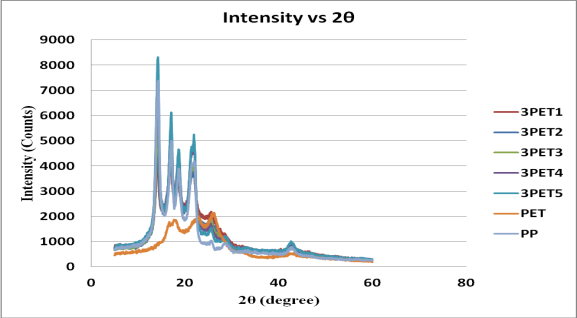 Intensity vs 2θ
9000
8000
7000
6000
5000
4000
3000
2000
1000
0
Intensity (Counts)
0 20 40 60 80
2θ (degree)
3PET1
3PET2
3PET3
3PET4
3PET5
PET
PP